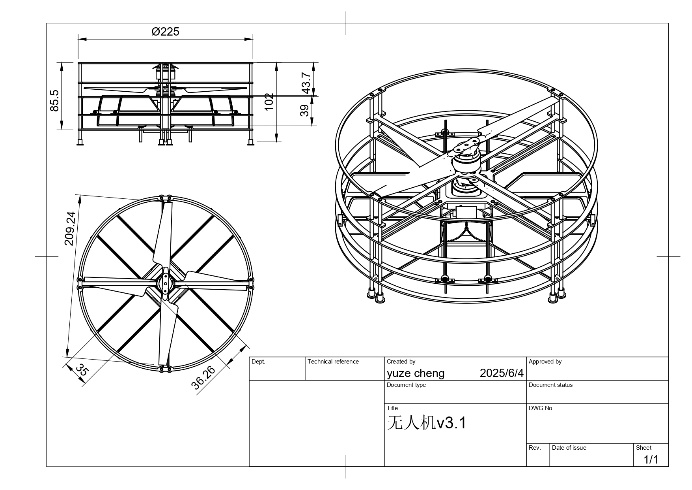 Ø225
85.5
102
43.7
39
209.24
35
36.26
Dept.
Technical reference
Created by
Approved by
yuze cheng
2025/6/4
Document type
Document status
Title
DWG No
无人机v3.1
Rev.
Date of issue
Sheet
1/1